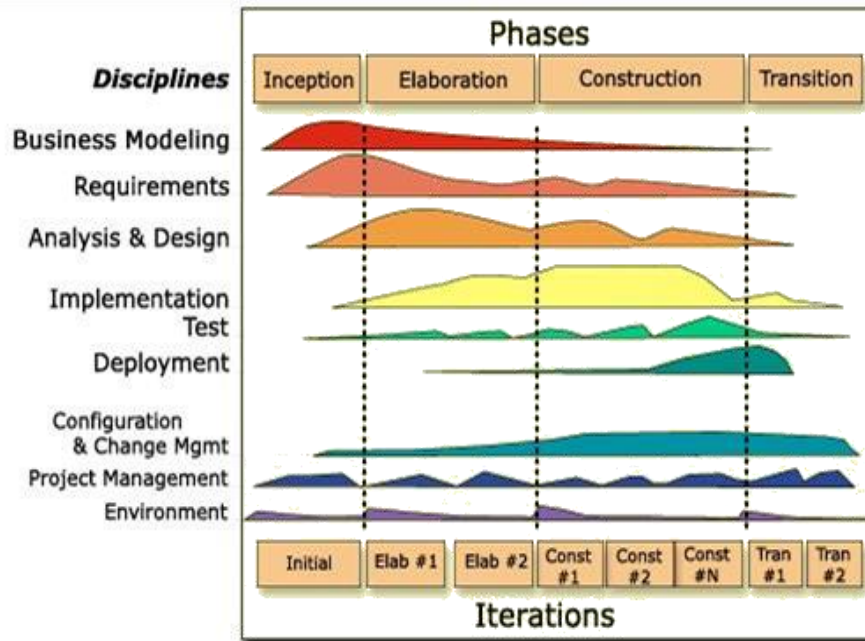 Phases
Disciplines
Inception
Elaboration
Construction
Transition
Business Modeling
Requirements
Analysis & Design
Implementation
Test
Deployment
Configuration
& Change Mgmt
Project Management
Environment
Initial
Elab #1
Elab #2
Const
#1
Const
#2
Const
#N
Tran
#1
Tran
#2
Iterations